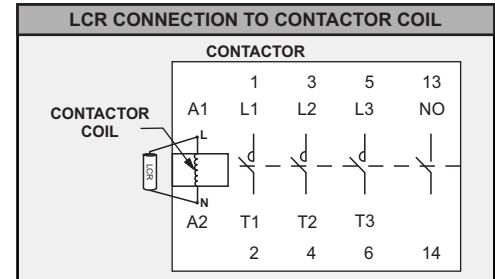 LCR CONNECTION TO CONTACTOR COIL
CONTACTOR
1 3 5 13
A1 L1 L2 L3 NO
CONTACTOR
COIL
L
LCR
N
A2 T1 T2 T3
2 4 6 14